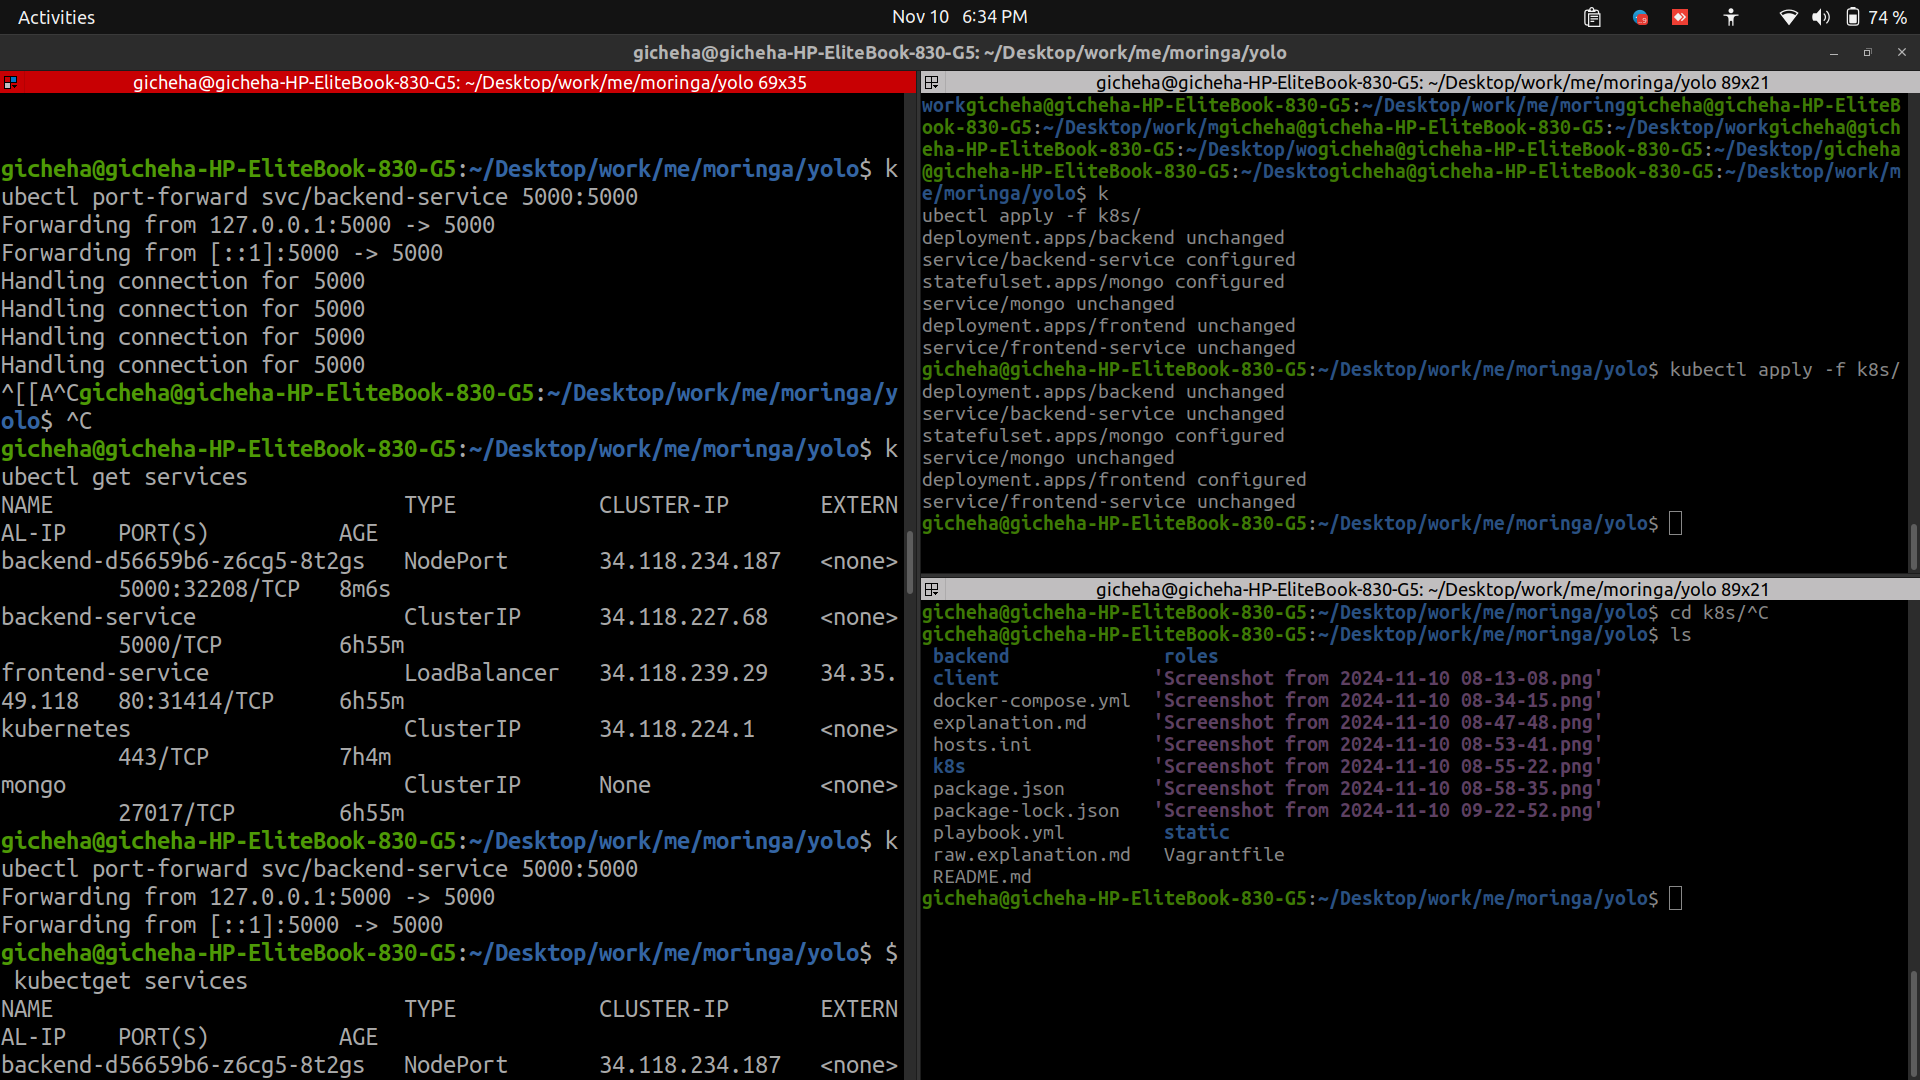 Activities
Nov 10 6:34 PM
74 %
gicheha@gicheha-HP-EliteBook-830-G5: ~/Desktop/work/me/moringa/yolo
gicheha@gicheha-HP-EliteBook-830-G5: ~/Desktop/work/me/moringa/yolo 69x35
gicheha@gicheha-HP-EliteBook-830-G5:~/Desktop/work/me/moringa/yolo$ k
ubectl port-forward svc/backend-service 5000:5000
Forwarding from 127.0.0.1:5000 -> 5000
Forwarding from [::1]:5000 -> 5000
Handling connection for 5000
Handling connection for 5000
Handling connection for 5000
Handling connection for 5000
^[[A^Cgicheha@gicheha-HP-EliteBook-830-G5:~/Desktop/work/me/moringa/y
olo$ ^C
gicheha@gicheha-HP-EliteBook-830-G5:~/Desktop/work/me/moringa/yolo$ k
ubectl get services
NAME TYPE CLUSTER-IP EXTERN
AL-IP PORT(S) AGE
backend-d56659b6-z6cg5-8t2gs NodePort 34.118.234.187 <none>
5000:32208/TCP 8m6s
backend-service ClusterIP 34.118.227.68 <none>
5000/TCP 6h55m
frontend-service LoadBalancer 34.118.239.29 34.35.
49.118 80:31414/TCP 6h55m
kubernetes ClusterIP 34.118.224.1 <none>
443/TCP 7h4m
mongo ClusterIP None <none>
27017/TCP 6h55m
gicheha@gicheha-HP-EliteBook-830-G5:~/Desktop/work/me/moringa/yolo$ k
ubectl port-forward svc/backend-service 5000:5000
Forwarding from 127.0.0.1:5000 -> 5000
Forwarding from [::1]:5000 -> 5000
gicheha@gicheha-HP-EliteBook-830-G5:~/Desktop/work/me/moringa/yolo$ $
kubectget services
NAME TYPE CLUSTER-IP EXTERN
AL-IP PORT(S) AGE
backend-d56659b6-z6cg5-8t2gs NodePort 34.118.234.187 <none>
gicheha@gicheha-HP-EliteBook-830-G5: ~/Desktop/work/me/moringa/yolo 89x21
workgicheha@gicheha-HP-EliteBook-830-G5:~/Desktop/work/me/moringgicheha@gicheha-HP-EliteB
ook-830-G5:~/Desktop/work/mgicheha@gicheha-HP-EliteBook-830-G5:~/Desktop/workgicheha@gich
eha-HP-EliteBook-830-G5:~/Desktop/wogicheha@gicheha-HP-EliteBook-830-G5:~/Desktop/gicheha
@gicheha-HP-EliteBook-830-G5:~/Desktogicheha@gicheha-HP-EliteBook-830-G5:~/Desktop/work/m
e/moringa/yolo$ k
ubectl apply -f k8s/
deployment.apps/backend unchanged
service/backend-service configured
statefulset.apps/mongo configured
service/mongo unchanged
deployment.apps/frontend unchanged
service/frontend-service unchanged
gicheha@gicheha-HP-EliteBook-830-G5:~/Desktop/work/me/moringa/yolo$ kubectl apply -f k8s/
deployment.apps/backend unchanged
service/backend-service unchanged
statefulset.apps/mongo configured
service/mongo unchanged
deployment.apps/frontend configured
service/frontend-service unchanged
gicheha@gicheha-HP-EliteBook-830-G5:~/Desktop/work/me/moringa/yolo$
gicheha@gicheha-HP-EliteBook-830-G5: ~/Desktop/work/me/moringa/yolo 89x21
gicheha@gicheha-HP-EliteBook-830-G5:~/Desktop/work/me/moringa/yolo$ cd k8s/^C
gicheha@gicheha-HP-EliteBook-830-G5:~/Desktop/work/me/moringa/yolo$ ls
backend roles
client 'Screenshot from 2024-11-10 08-13-08.png'
docker-compose.yml 'Screenshot from 2024-11-10 08-34-15.png'
explanation.md 'Screenshot from 2024-11-10 08-47-48.png'
hosts.ini 'Screenshot from 2024-11-10 08-53-41.png'
k8s 'Screenshot from 2024-11-10 08-55-22.png'
package.json 'Screenshot from 2024-11-10 08-58-35.png'
package-lock.json 'Screenshot from 2024-11-10 09-22-52.png'
playbook.yml static
raw.explanation.md Vagrantfile
README.md
gicheha@gicheha-HP-EliteBook-830-G5:~/Desktop/work/me/moringa/yolo$